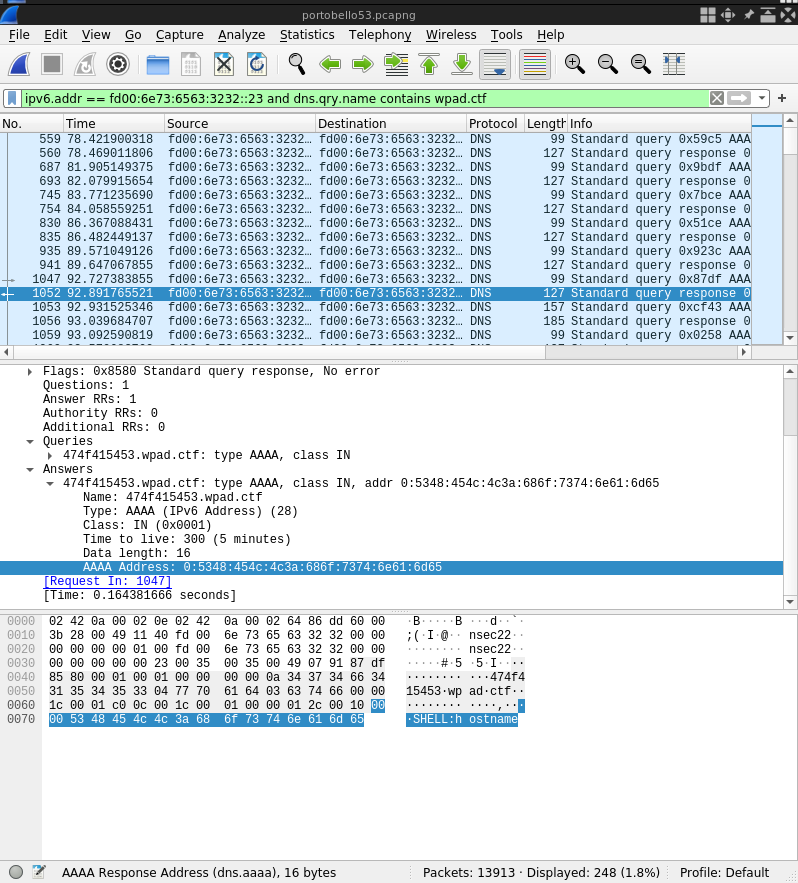 portobello53.pcapng
File Edit View Go Capture Analyze Statistics Telephony Wireless Tools Help
ipv6.addr == fd00:6e73:6563:3232::23 and dns.qry.name contains wpad.ctf
No. Time Source Destination Protocol Length Info
559 78.421900318 fd00:6e73:6563:3232… fd00:6e73:6563:3232… DNS 99 Standard query 0x59c5 AAA
560 78.469011806 fd00:6e73:6563:3232… fd00:6e73:6563:3232… DNS 127 Standard query response 0
687 81.905149375 fd00:6e73:6563:3232… fd00:6e73:6563:3232… DNS 99 Standard query 0x9bdf AAA
693 82.079915654 fd00:6e73:6563:3232… fd00:6e73:6563:3232… DNS 127 Standard query response 0
745 83.771235690 fd00:6e73:6563:3232… fd00:6e73:6563:3232… DNS 99 Standard query 0x7bce AAA
754 84.058559251 fd00:6e73:6563:3232… fd00:6e73:6563:3232… DNS 127 Standard query response 0
830 86.367088431 fd00:6e73:6563:3232… fd00:6e73:6563:3232… DNS 99 Standard query 0x51ce AAA
835 86.482449137 fd00:6e73:6563:3232… fd00:6e73:6563:3232… DNS 127 Standard query response 0
935 89.571049126 fd00:6e73:6563:3232… fd00:6e73:6563:3232… DNS 99 Standard query 0x923c AAA
941 89.647067855 fd00:6e73:6563:3232… fd00:6e73:6563:3232… DNS 127 Standard query response 0
1047 92.727383855 fd00:6e73:6563:3232… fd00:6e73:6563:3232… DNS 99 Standard query 0x87df AAA
1052 92.891765521 fd00:6e73:6563:3232… fd00:6e73:6563:3232… DNS 127 Standard query response 0
1053 92.931525346 fd00:6e73:6563:3232… fd00:6e73:6563:3232… DNS 157 Standard query 0xcf43 AAA
1056 93.039684707 fd00:6e73:6563:3232… fd00:6e73:6563:3232… DNS 185 Standard query response 0
1059 93.092590819 fd00:6e73:6563:3232… fd00:6e73:6563:3232… DNS 99 Standard query 0x0258 AAA
Flags: 0x8580 Standard query response, No error
Questions: 1
Answer RRs: 1
Authority RRs: 0
Additional RRs: 0
Queries
474f415453.wpad.ctf: type AAAA, class IN
Answers
474f415453.wpad.ctf: type AAAA, class IN, addr 0:5348:454c:4c3a:686f:7374:6e61:6d65
Name: 474f415453.wpad.ctf
Type: AAAA (IPv6 Address) (28)
Class: IN (0x0001)
Time to live: 300 (5 minutes)
Data length: 16
AAAA Address: 0:5348:454c:4c3a:686f:7374:6e61:6d65
[Request In: 1047]
[Time: 0.164381666 seconds]
0000 02 42 0a 00 02 0e 02 42 0a 00 02 64 86 dd 60 00 ·B·····B ···d··`·
0010 3b 28 00 49 11 40 fd 00 6e 73 65 63 32 32 00 00 ;(·I·@·· nsec22··
0020 00 00 00 00 01 00 fd 00 6e 73 65 63 32 32 00 00 ········ nsec22··
0030 00 00 00 00 00 23 00 35 00 35 00 49 07 91 87 df ·····#·5 ·5·I····
0040 85 80 00 01 00 01 00 00 00 00 0a 34 37 34 66 34 ········ ···474f4
0050 31 35 34 35 33 04 77 70 61 64 03 63 74 66 00 00 15453·wp ad·ctf··
0060 1c 00 01 c0 0c 00 1c 00 01 00 00 01 2c 00 10 00 ········ ····,···
0070 00 53 48 45 4c 4c 3a 68 6f 73 74 6e 61 6d 65 ·SHELL:h ostname
AAAA Response Address (dns.aaaa), 16 bytes Packets: 13913 · Displayed: 248 (1.8%) Profile: Default